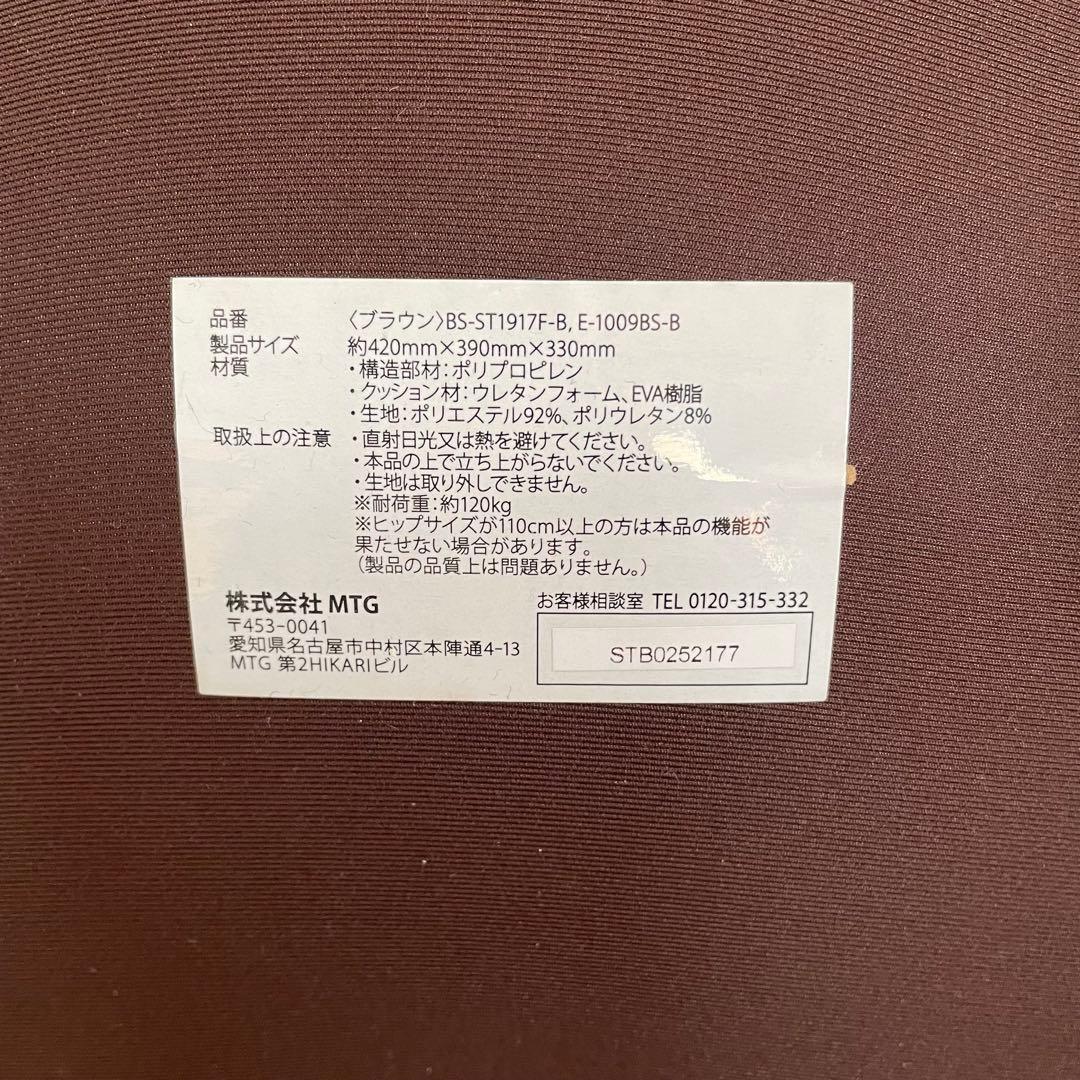 品番 〈ブラウン〉BS-ST1917F-B, E-1009BS-B
製品サイズ 約420mm×390mm×330mm
材質 ・構造部材:ポリプロピレン
・クッション材:ウレタンフォーム、EVA樹脂
・生地:ポリエステル92%、ポリウレタン8%
取扱上の注意 ・直射日光又は熱を避けてください。
・本品の上で立ち上がらないでください。
・生地は取り外しできません。
※耐荷重:約120kg
※ヒップサイズが110cm以上の方は本品の機能が
果たせない場合があります。
(製品の品質上は問題ありません。)
株式会社 MTG
〒453-0041
愛知県名古屋市中村区本陣通4-13
MTG 第2HIKARIビル
お客様相談室 TEL 0120-315-332
STB0252177